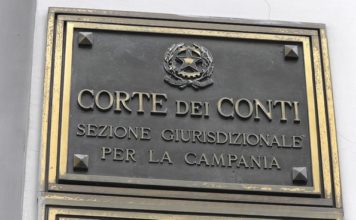 CORTE DEI CONTI
SEZIONE GIURISDIZIONALE
PER LA CAMPANIA